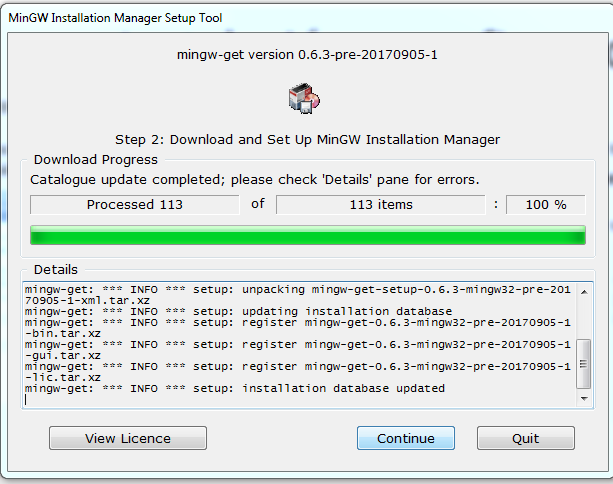 MinGW Installation Manager Setup Tool
mingw-get version 0.6.3-pre-20170905-1
Step 2: Download and Set Up MinGW Installation Manager
Download Progress
Catalogue update completed; please check 'Details' pane for errors.
Processed 113 of 113 items : 100 %
Details
mingw-get: *** INFO *** setup: unpacking mingw-get-setup-0.6.3-mingw32-pre-201
70905-1-xml.tar.xz
mingw-get: *** INFO *** setup: updating installation database
mingw-get: *** INFO *** setup: register mingw-get-0.6.3-mingw32-pre-20170905-1
-bin.tar.xz
mingw-get: *** INFO *** setup: register mingw-get-0.6.3-mingw32-pre-20170905-1
-gui.tar.xz
mingw-get: *** INFO *** setup: register mingw-get-0.6.3-mingw32-pre-20170905-1
-lic.tar.xz
mingw-get: *** INFO *** setup: installation database updated
View Licence Continue Quit